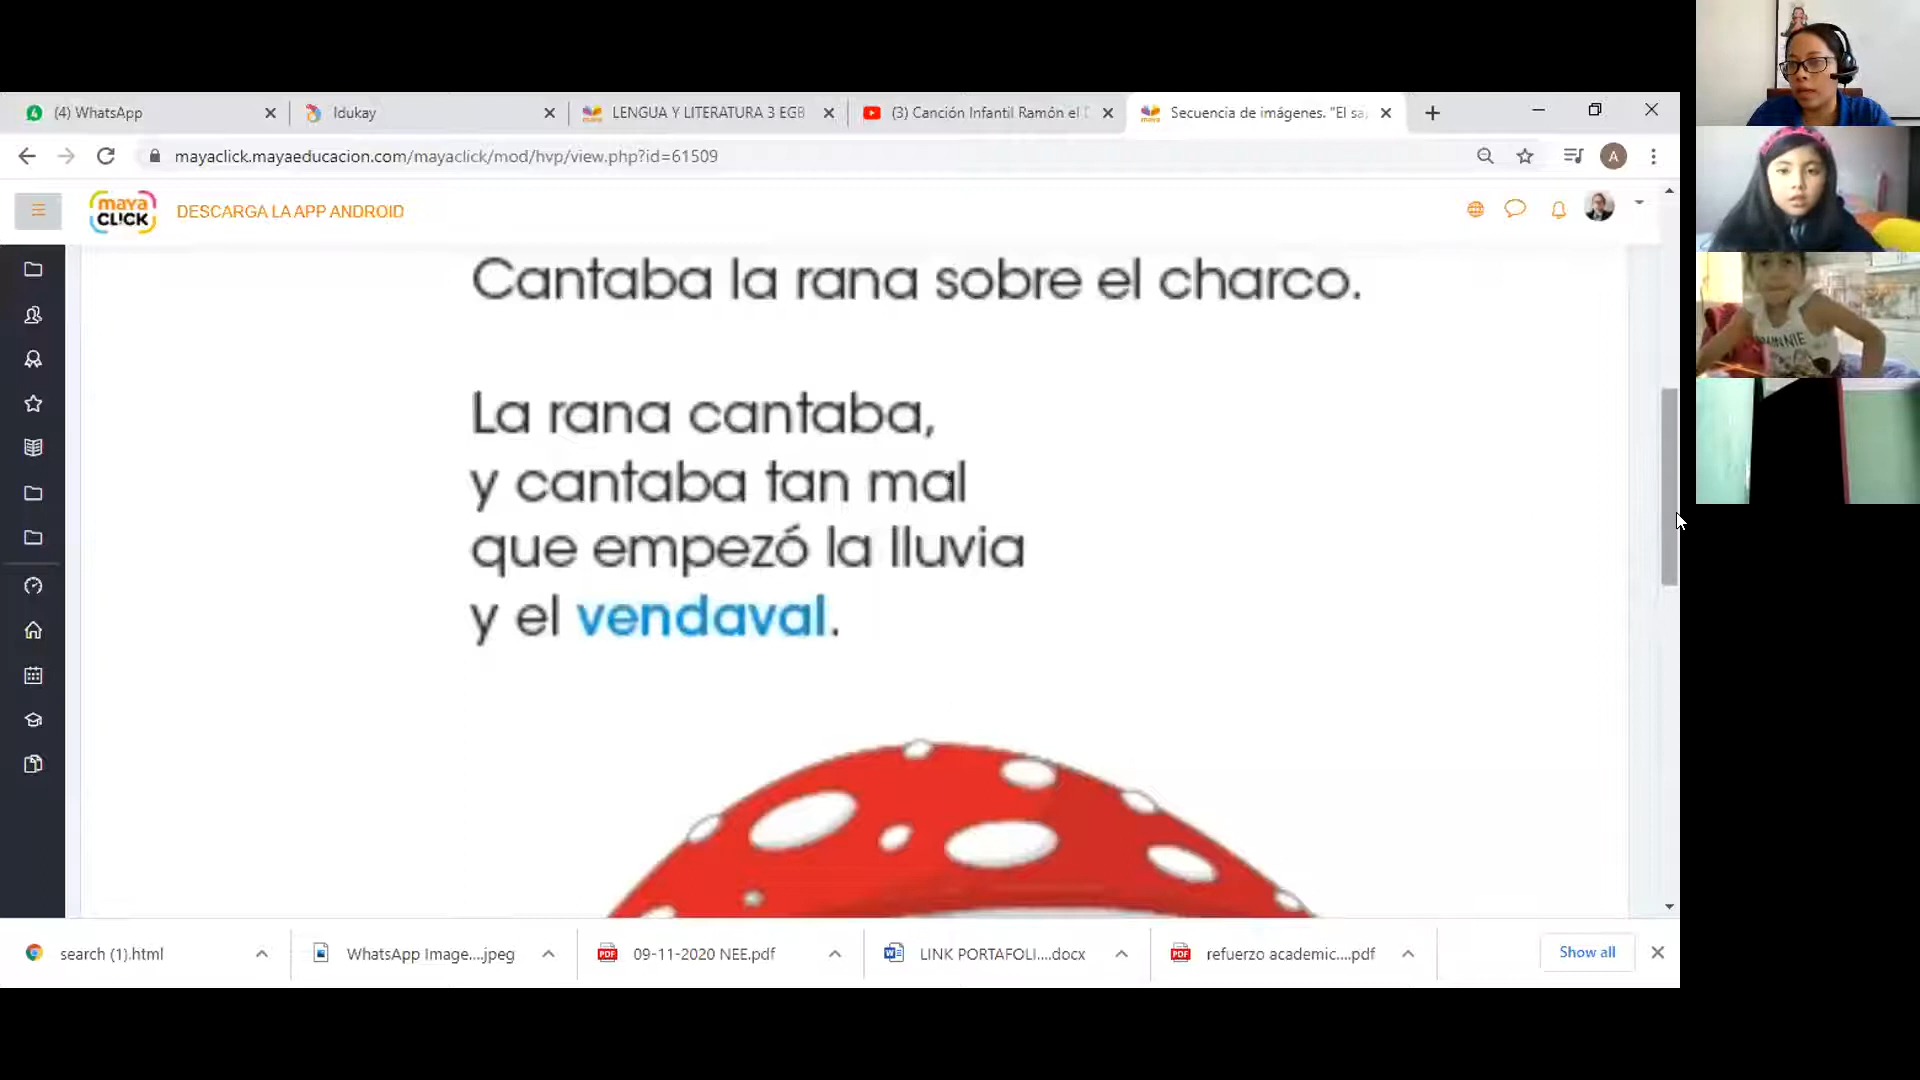 (4) WhatsApp
Idukay
LENGUA Y LITERATURA 3 EGB
(3) Canción Infantil Ramón el
Secuencia de imágenes. "El sa
mayaclick.mayaeducacion.com/mayaclick/mod/hvp/view.php?id=61509
A
maya
CLICK
DESCARGA LA APP ANDROID
Cantaba la rana sobre el charco.
La rana cantaba,
y cantaba tan mal
que empezó la lluvia
y el vendaval.
MINNIE
search (1).html
WhatsApp Image....jpeg
09-11-2020 NEE.pdf
LINK PORTAFOLI....docx
refuerzo academic....pdf
Show all